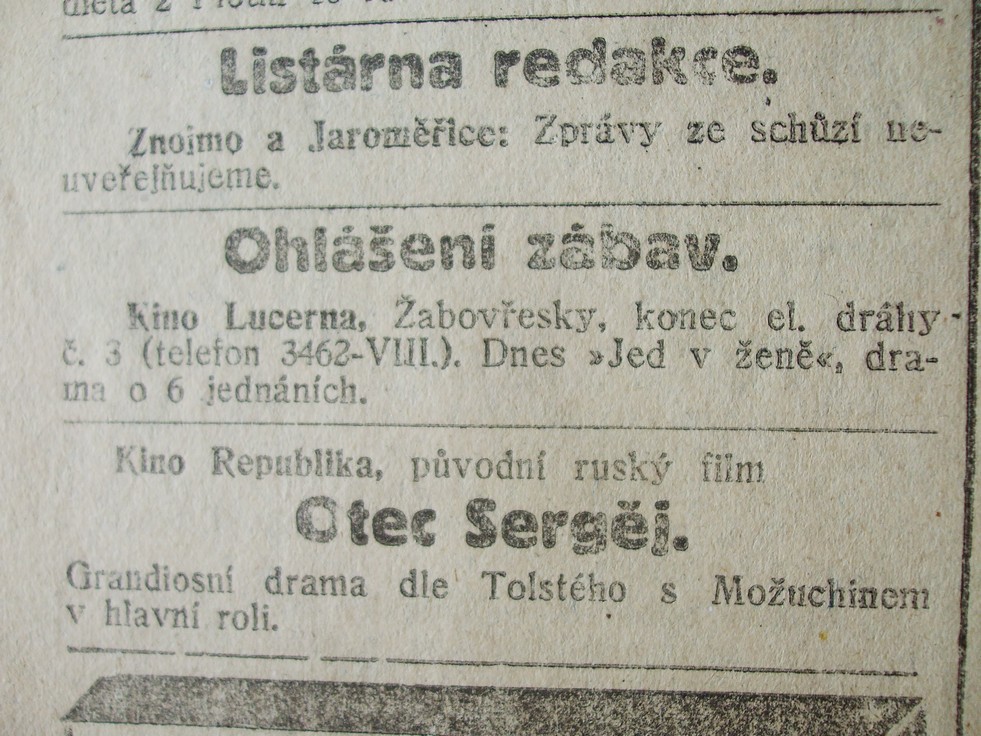 Listárna redakce.
Znojmo a Jaroměřice: Zprávy ze schůzí ne-
uveřejňujeme.
Ohlášení zábav.
Kino Lucerna, Žabovřesky, konec el. dráhy
č. 3 (telefon 3462-VIII.). Dnes »Jed v ženě«, dra-
ma o 6 jednáních.
Kino Republika, původní ruský film
Otec Sergěj.
Grandiosní drama dle Tolstého s Možuchinem
v hlavní roli.